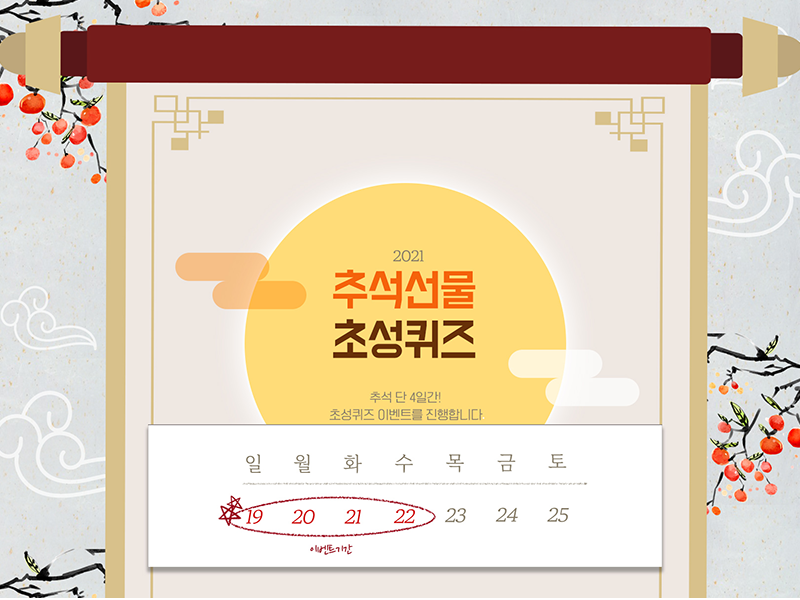 2021
추석선물
초성퀴즈
추석 단 4일간!
초성퀴즈 이벤트를 진행합니다
일 월 화 수 목 금 토
19 20 21 22 23 24 25
이벤트기간